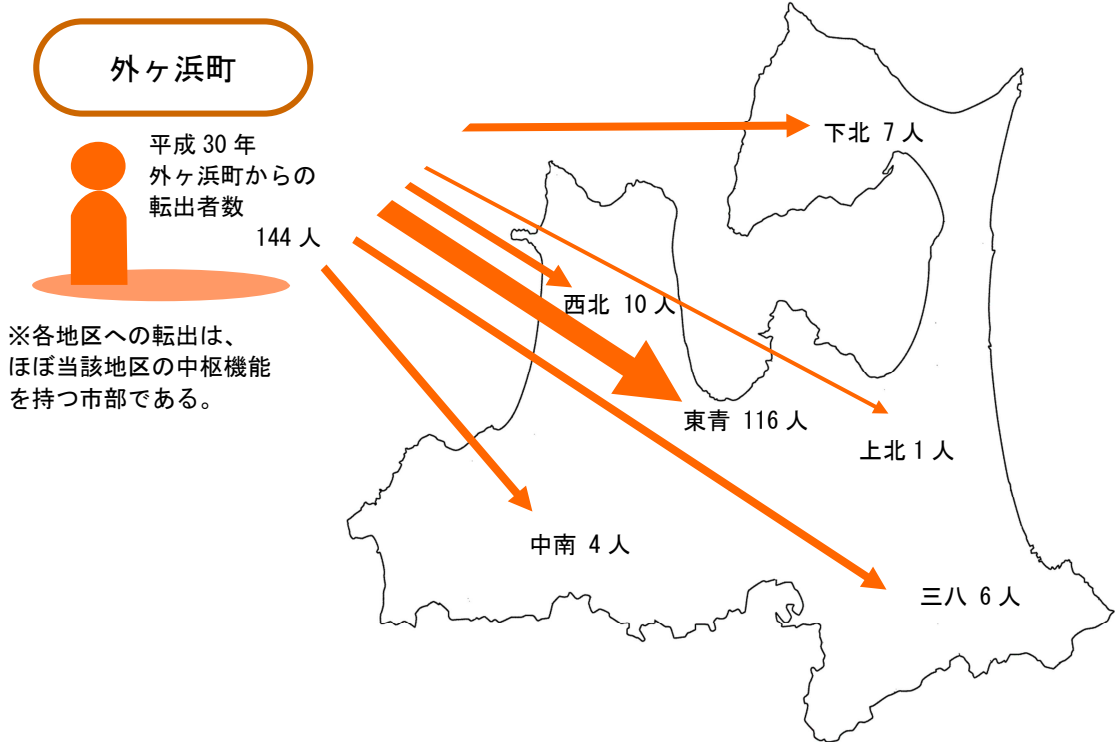 外ヶ浜町
平成 30 年
外ヶ浜町からの
転出者数
144 人
※各地区への転出は、
ほぼ当該地区の中枢機能
を持つ市部である。
下北 7 人
西北 10 人
東青 116 人
上北 1 人
中南 4 人
三八 6 人